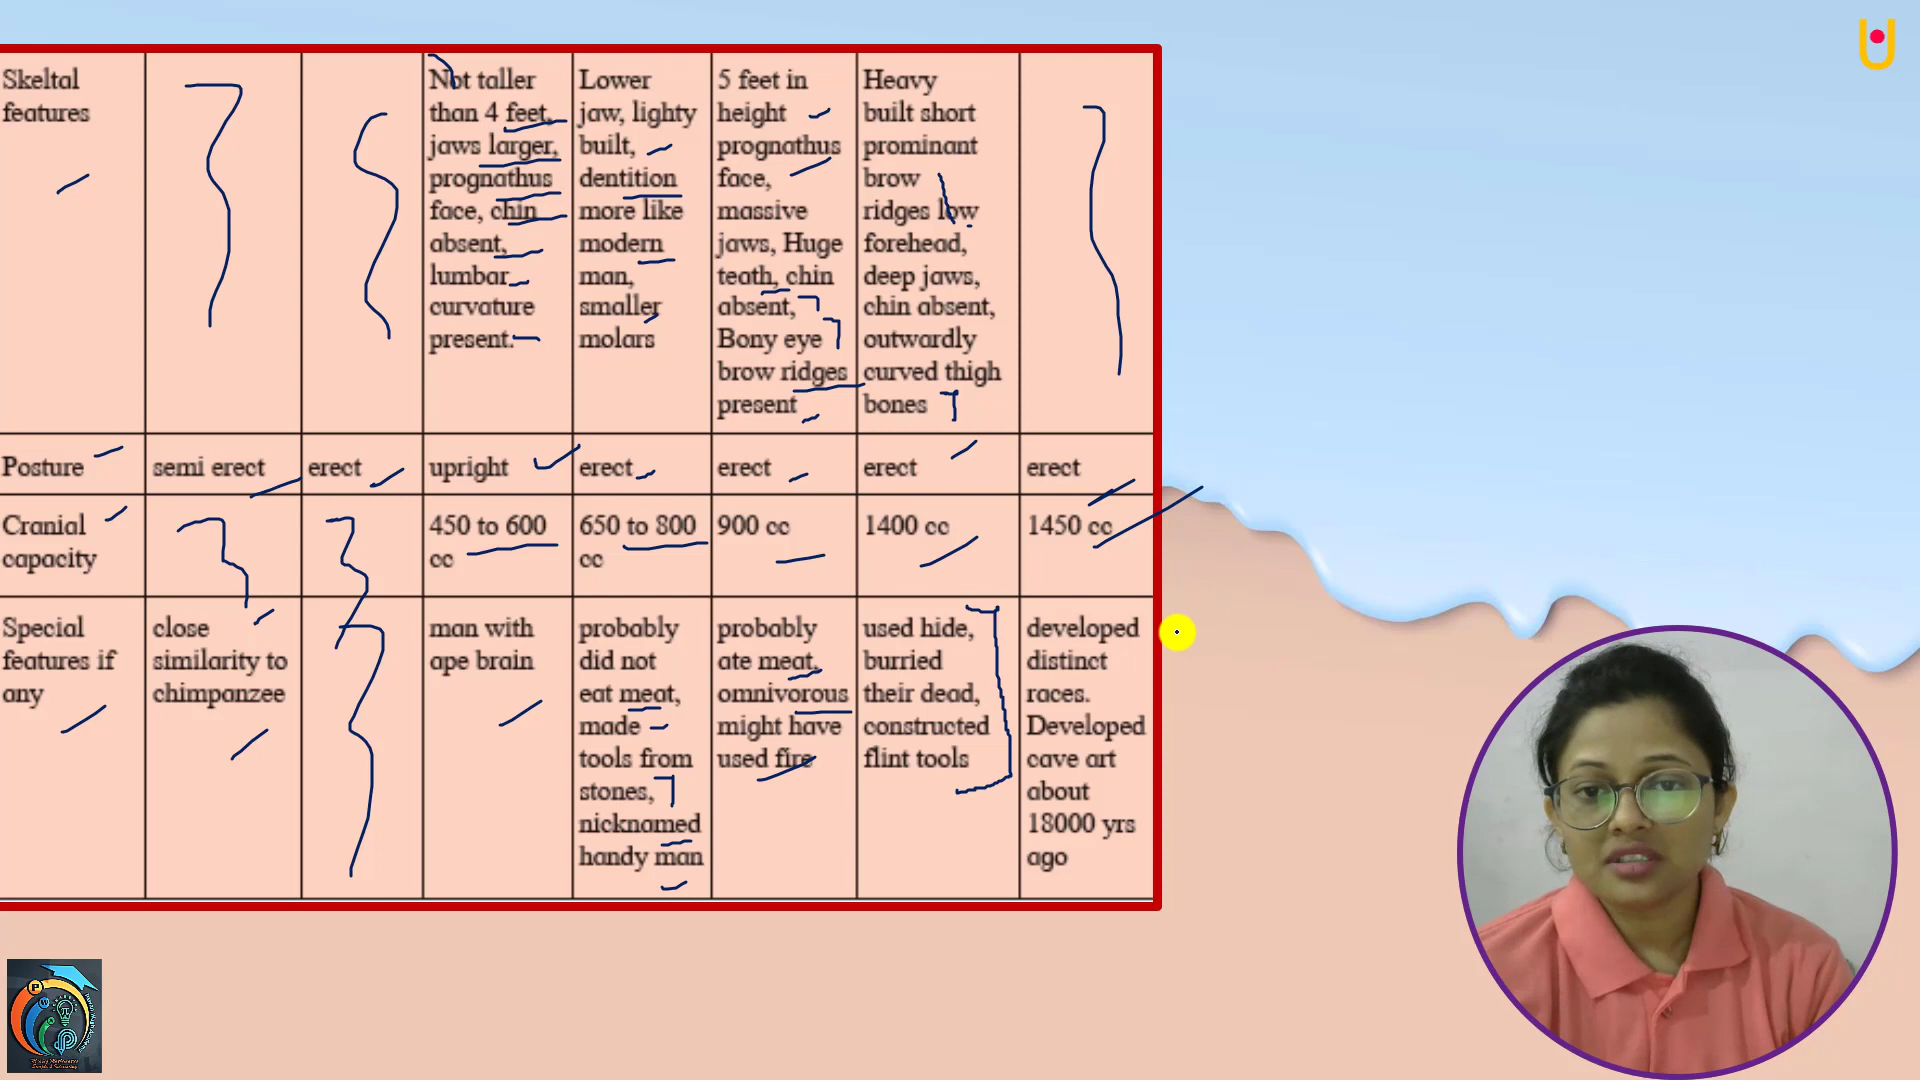 Skeltal
features
Not taller
than 4 feet,
jaws larger,
prognathus
face, chin
absent,
lumbar
curvature
present.
Lower
jaw, lighty
built,
dentition
more like
modern
man,
smaller
molars
5 feet in
height
prognathus
face,
massive
jaws, Huge
teath, chin
absent,
Bony eye
brow ridges
present
Heavy
built short
prominant
brow
ridges low
forehead,
deep jaws,
chin absent,
outwardly
curved thigh
bones
Posture
semi erect
erect
upright
erect
erect
erect
erect
Cranial
capacity
450 to 600
cc
650 to 800
cc
900 cc
1400 cc
1450 cc
Special
features if
any
close
similarity to
chimpanzee
man with
ape brain
probably
did not
eat meat,
made
tools from
stones,
nicknamed
handy man
probably
ate meat,
omnivorous
might have
used fire
used hide,
burried
their dead,
constructed
flint tools
developed
distinct
races.
Developed
cave art
about
18000 yrs
ago